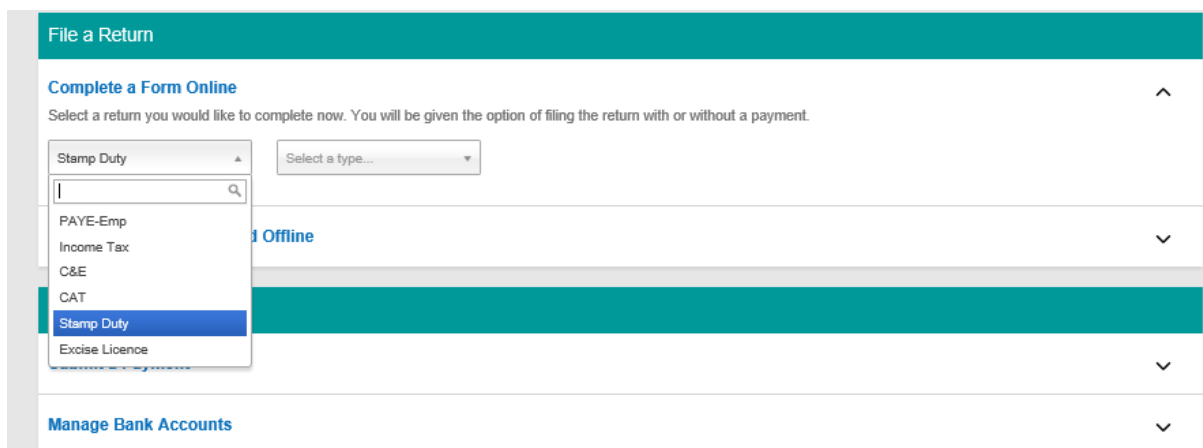 File a Return
Complete a Form Online
Select a return you would like to complete now. You will be given the option of filing the return with or without a payment.
Stamp Duty
Select a type...
PAYE-Emp
Income Tax
C&E
CAT
Stamp Duty
Excise Licence
Offline
Manage Bank Accounts